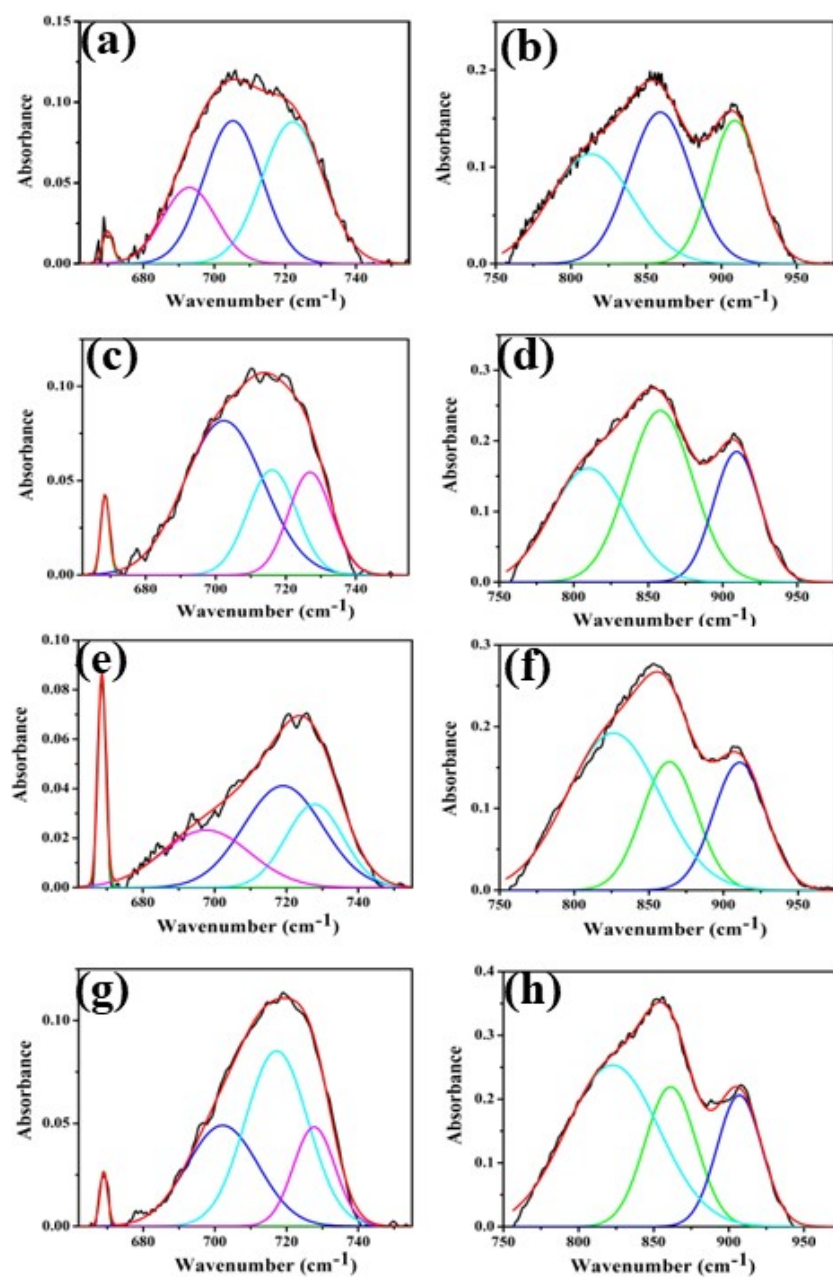 (a)
0.15
0.10
0.05
0.00
Absorbance
680 700 720 740
Wavenumber (cm-1)
(b)
0.2
0.1
0.0
Absorbance
750 800 850 900 950
Wavenumber (cm-1)
(c)
0.10
0.05
0.00
Absorbance
680 700 720 740
Wavenumber (cm-1)
(d)
0.3
0.2
0.1
0.0
Absorbance
750 800 850 900 950
Wavenumber (cm-1)
(e)
0.10
0.08
0.06
0.04
0.02
0.00
Absorbance
680 700 720 740
Wavenumber (cm-1)
(f)
0.3
0.2
0.1
0.0
Absorbance
750 800 850 900 950
Wavenumber (cm-1)
(g)
0.10
0.05
0.00
Absorbance
680 700 720 740
Wavenumber (cm-1)
(h)
0.4
0.3
0.2
0.1
0.0
Absorbance
750 800 850 900 950
Wavenumber (cm-1)